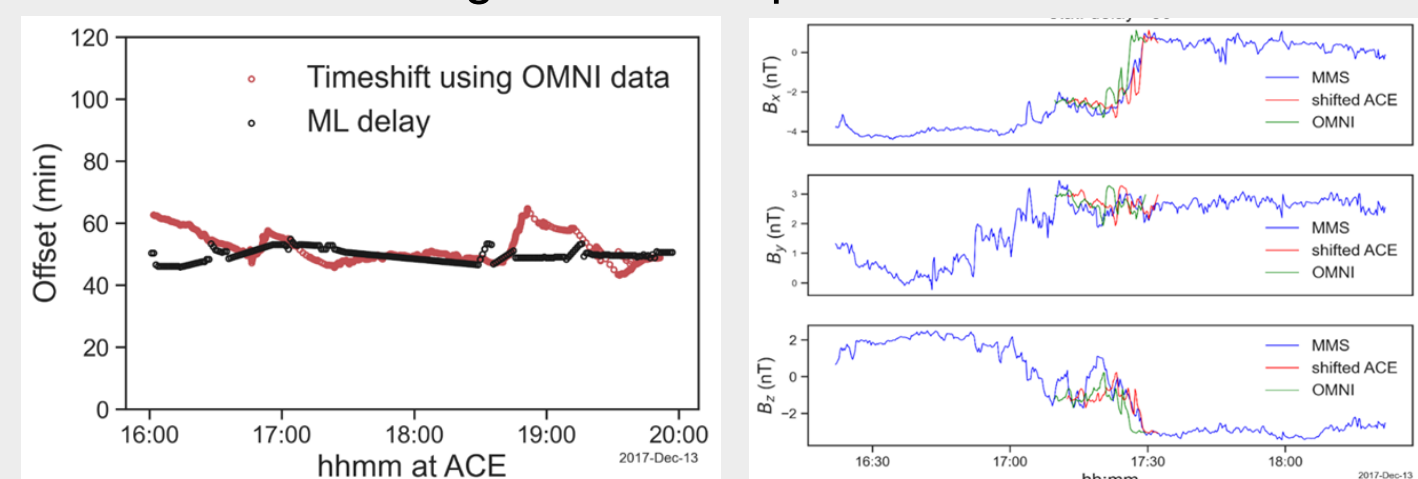 120
100
80
60
40
20
0
Offset (min)
Timeshift using OMNI data
ML delay
16:00 17:00 18:00 19:00 20:00
hhmm at ACE
2017-Dec-13
Bx (nT)
0
-2
-4
MMS
shifted ACE
OMNI
By (nT)
3
2
1
0
MMS
shifted ACE
OMNI
Bz (nT)
2
0
-2
MMS
shifted ACE
OMNI
16:30 17:00 17:30 18:00
2017-Dec-13